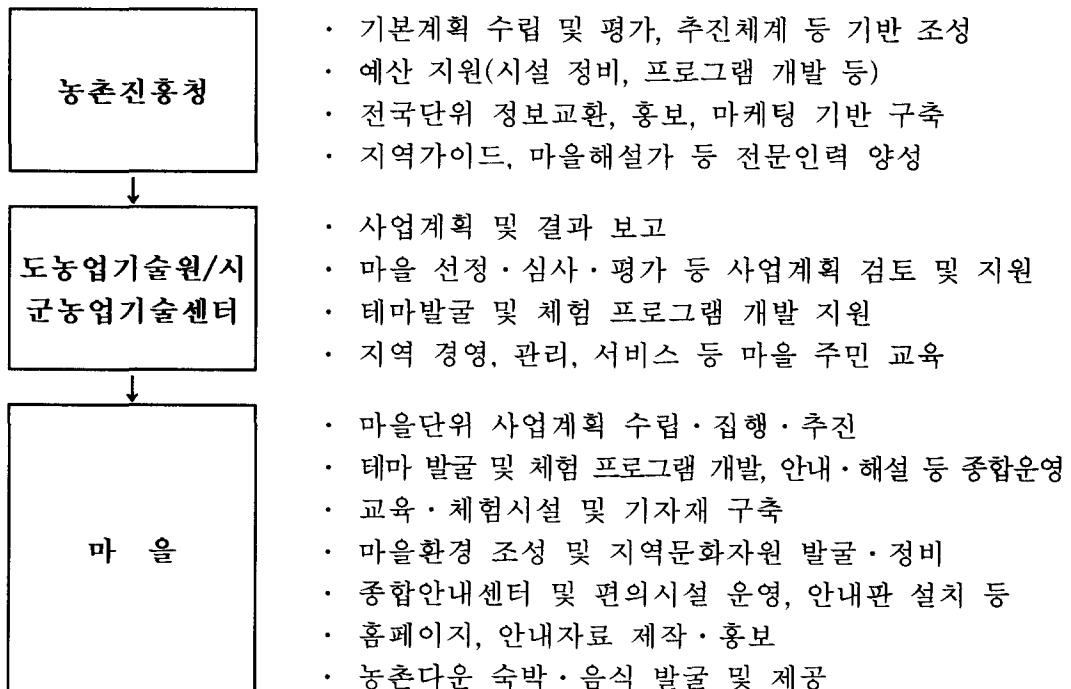 농촌진흥청
· 기본계획 수립 및 평가, 추진체계 등 기반 조성
· 예산 지원(시설 정비, 프로그램 개발 등)
· 전국단위 정보교환, 홍보, 마케팅 기반 구축
· 지역가이드, 마을해설가 등 전문인력 양성
↓
도농업기술원/시
군농업기술센터
· 사업계획 및 결과 보고
· 마을 선정·심사·평가 등 사업계획 검토 및 지원
· 테마발굴 및 체험 프로그램 개발 지원
· 지역 경영, 관리, 서비스 등 마을 주민 교육
↓
마 을
· 마을단위 사업계획 수립·집행·추진
· 테마 발굴 및 체험 프로그램 개발, 안내·해설 등 종합운영
· 교육·체험시설 및 기자재 구축
· 마을환경 조성 및 지역문화자원 발굴·정비
· 종합안내센터 및 편의시설 운영, 안내판 설치 등
· 홈페이지, 안내자료 제작·홍보
· 농촌다운 숙박·음식 발굴 및 제공